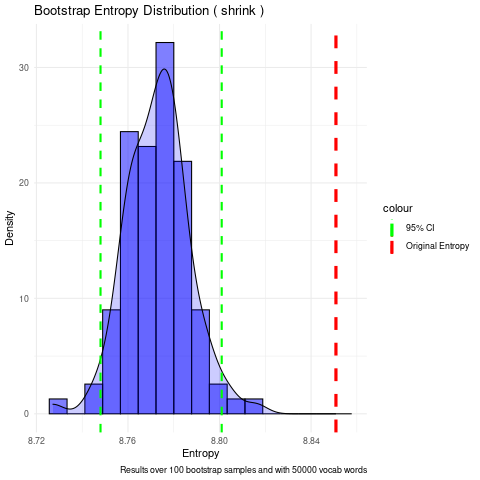 Bootstrap Entropy Distribution ( shrink )
30
20
10
0
Density
8.72
8.76
8.80
8.84
Entropy
colour
95% CI
Original Entropy
Results over 100 bootstrap samples and with 50000 vocab words